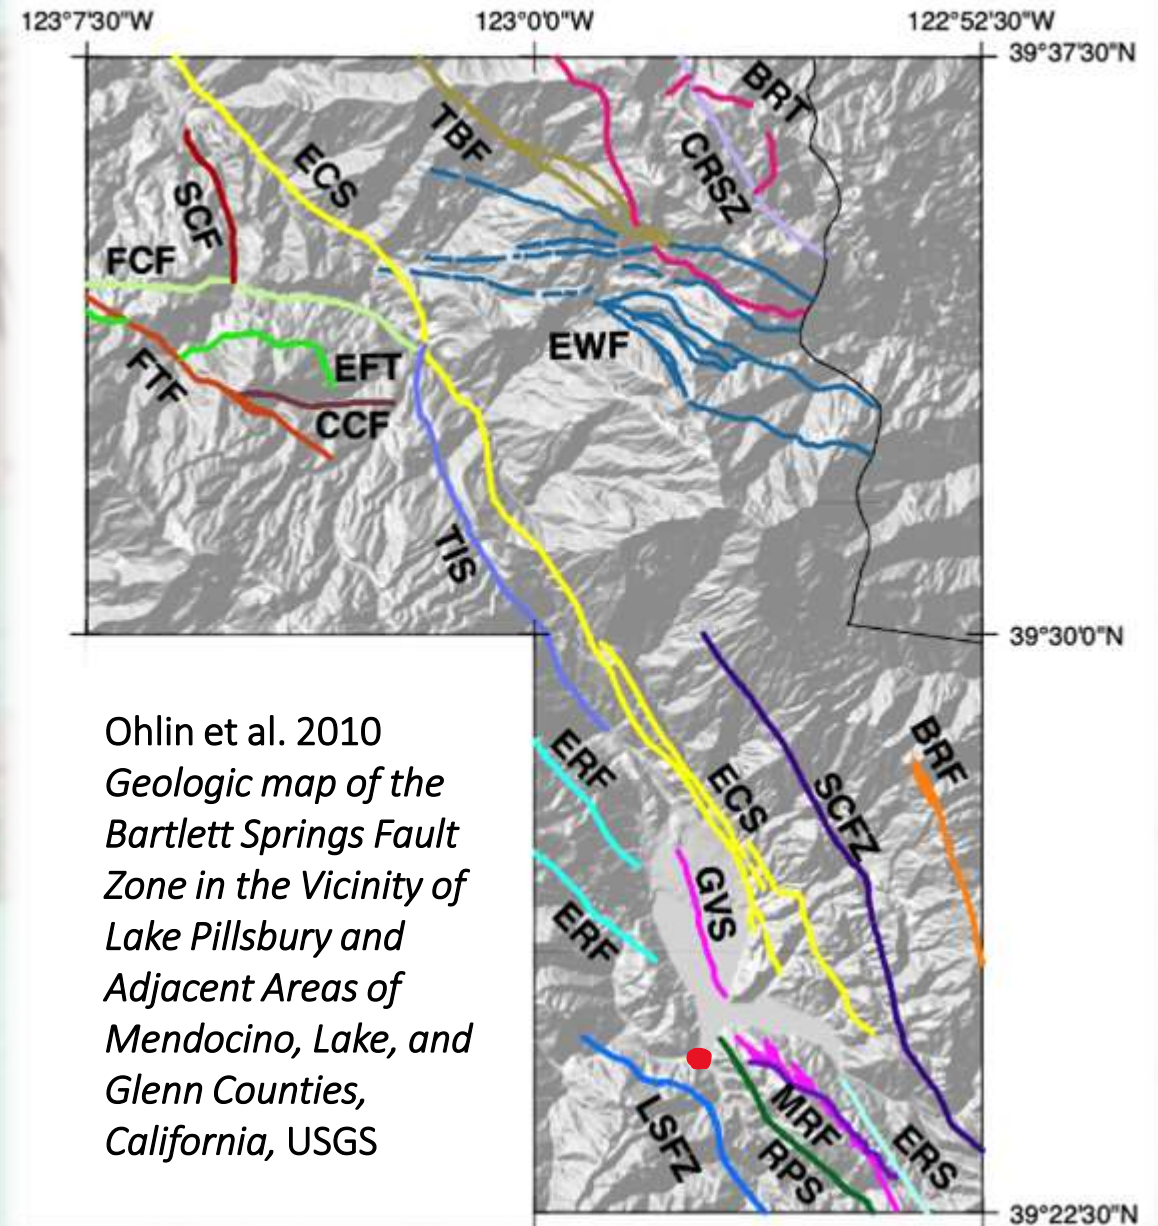 123°7'30"W 123°0'0"W 122°52'30"W
39°37'30"N
BRT
TBF
CRSZ
ECS
SCF
FCF
EWF
FTF
EFT
CCF
TIS
39°30'0"N
Ohlin et al. 2010
Geologic map of the
Bartlett Springs Fault
Zone in the Vicinity of
Lake Pillsbury and
Adjacent Areas of
Mendocino, Lake, and
Glenn Counties,
California, USGS
BRF
ERF
ECS
SCFZ
GVS
ERF
MRF
LSFZ
ERS
RPS
39°22'30"N